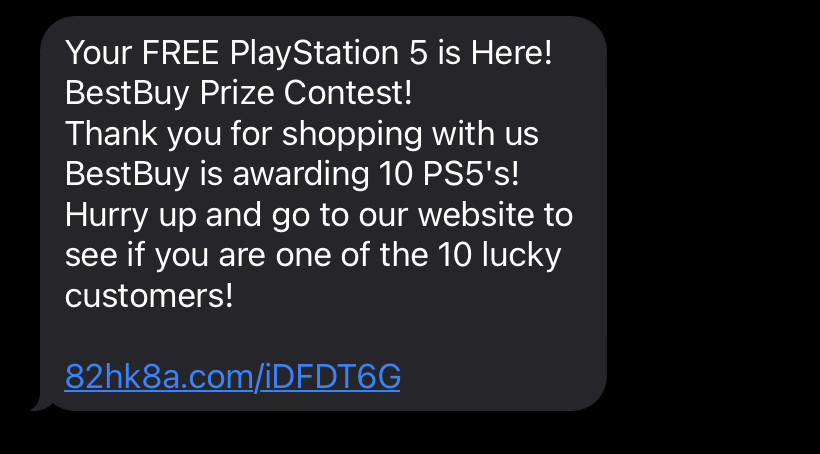 Your FREE PlayStation 5 is Here!
BestBuy Prize Contest!
Thank you for shopping with us
BestBuy is awarding 10 PS5's!
Hurry up and go to our website to
see if you are one of the 10 lucky
customers!
82hk8a.com/iDFDT6G